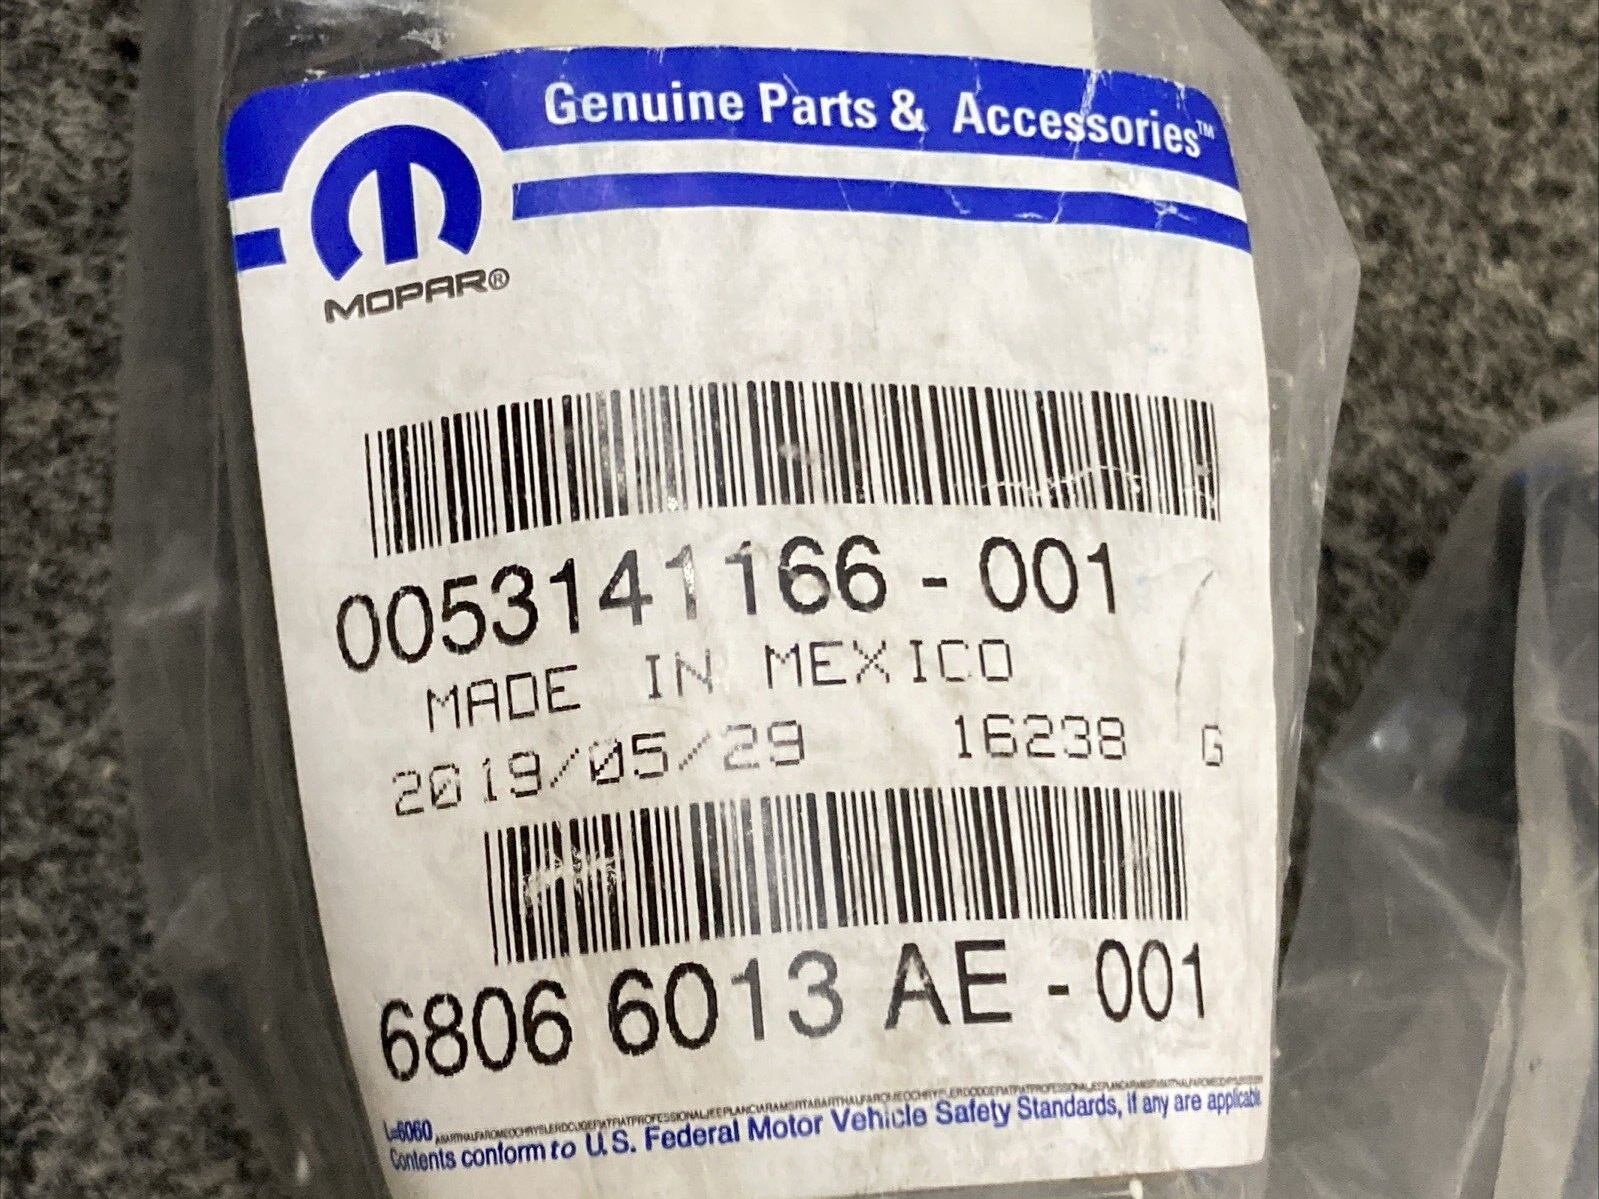 Genuine Parts & Accessories™
MOPAR®
0053141166 - 001
MADE IN MEXICO
2019/05/29 16238 G
6806 6013 AE - 001
L=6060
Contents conform to U.S. Federal Motor Vehicle Safety Standards, if any are applicable